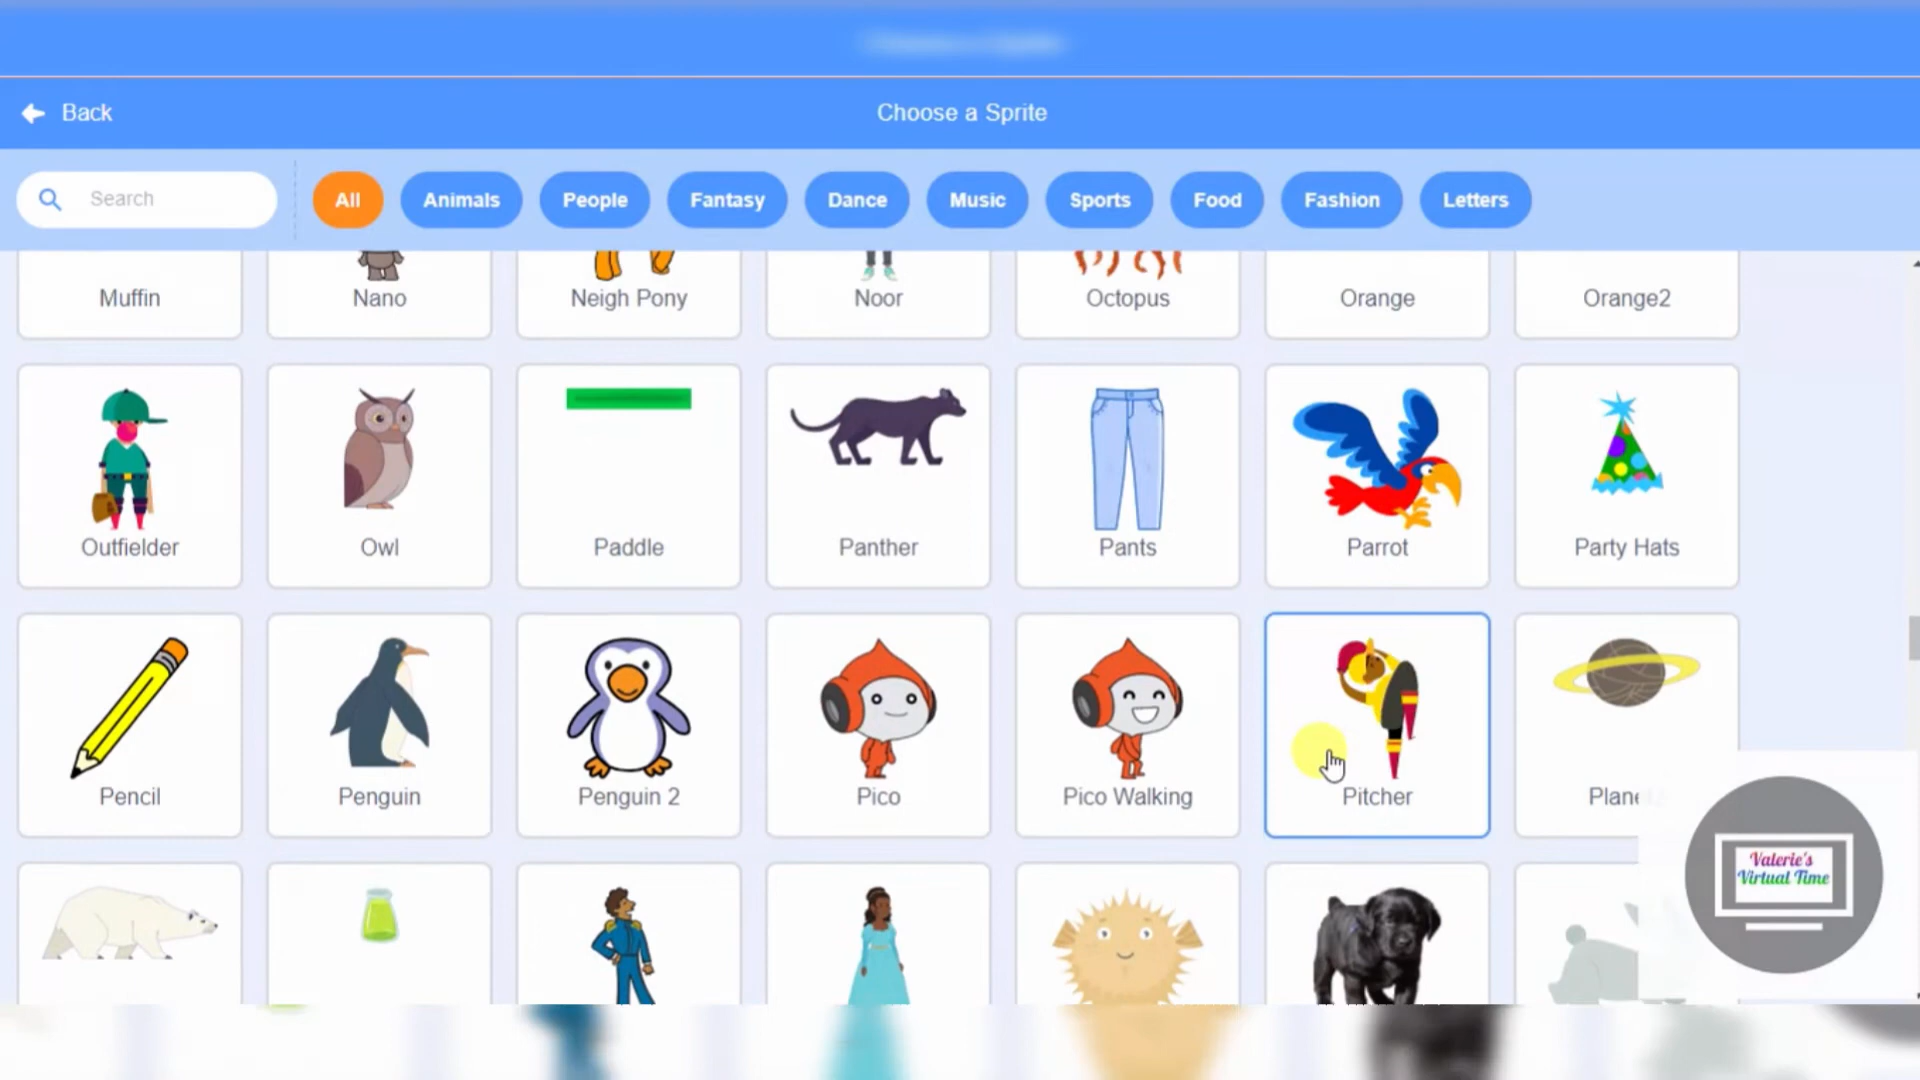 Back
Choose a Sprite
Search
All
Animals
People
Fantasy
Dance
Music
Sports
Food
Fashion
Letters
Muffin
Nano
Neigh Pony
Noor
Octopus
Orange
Orange2
Outfielder
Owl
Paddle
Panther
Pants
Parrot
Party Hats
Pencil
Penguin
Penguin 2
Pico
Pico Walking
Pitcher
Plane
Valerie's
Virtual Time